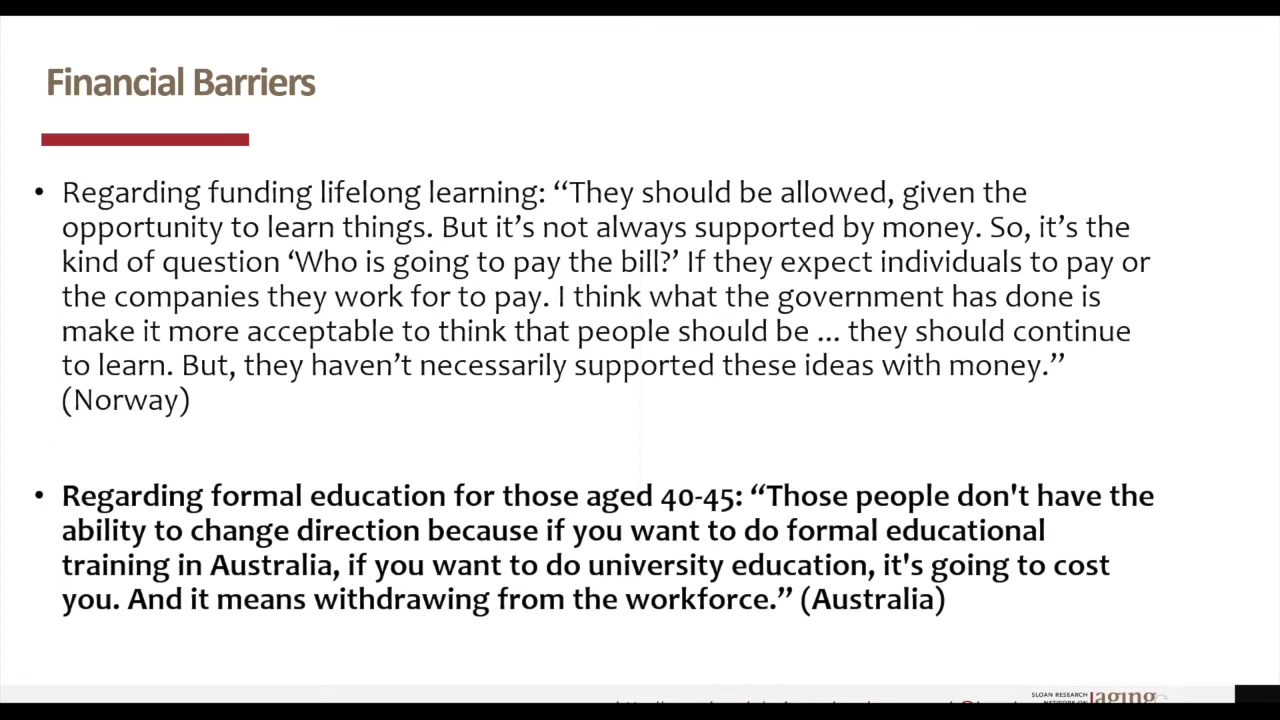 Financial Barriers
• Regarding funding lifelong learning: “They should be allowed, given the
opportunity to learn things. But it’s not always supported by money. So, it’s the
kind of question ‘Who is going to pay the bill?’ If they expect individuals to pay or
the companies they work for to pay. I think what the government has done is
make it more acceptable to think that people should be ... they should continue
to learn. But, they haven’t necessarily supported these ideas with money.”
(Norway)
• Regarding formal education for those aged 40-45: “Those people don't have the
ability to change direction because if you want to do formal educational
training in Australia, if you want to do university education, it's going to cost
you. And it means withdrawing from the workforce.” (Australia)
SLOAN RESEARCH
NETWORK ON
aging